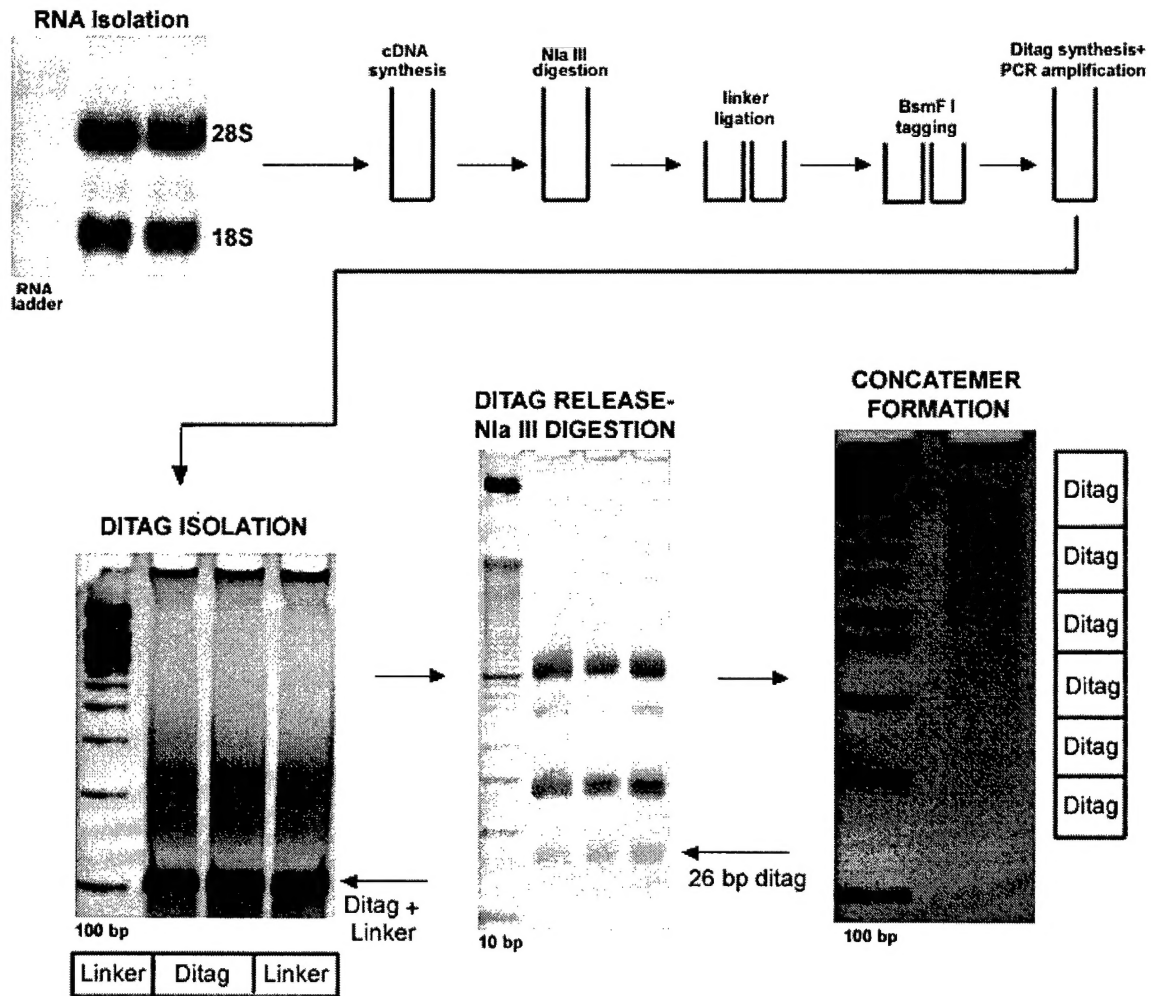 RNA Isolation
28S
18S
RNA
ladder
cDNA
synthesis
Nla III
digestion
linker
ligation
BsmF I
tagging
Ditag synthesis+
PCR amplification
DITAG ISOLATION
100 bp
Ditag +
Linker
Linker Ditag Linker
DITAG RELEASE-
Nla III DIGESTION
26 bp ditag
10 bp
CONCATEMER
FORMATION
100 bp
Ditag
Ditag
Ditag
Ditag
Ditag
Ditag